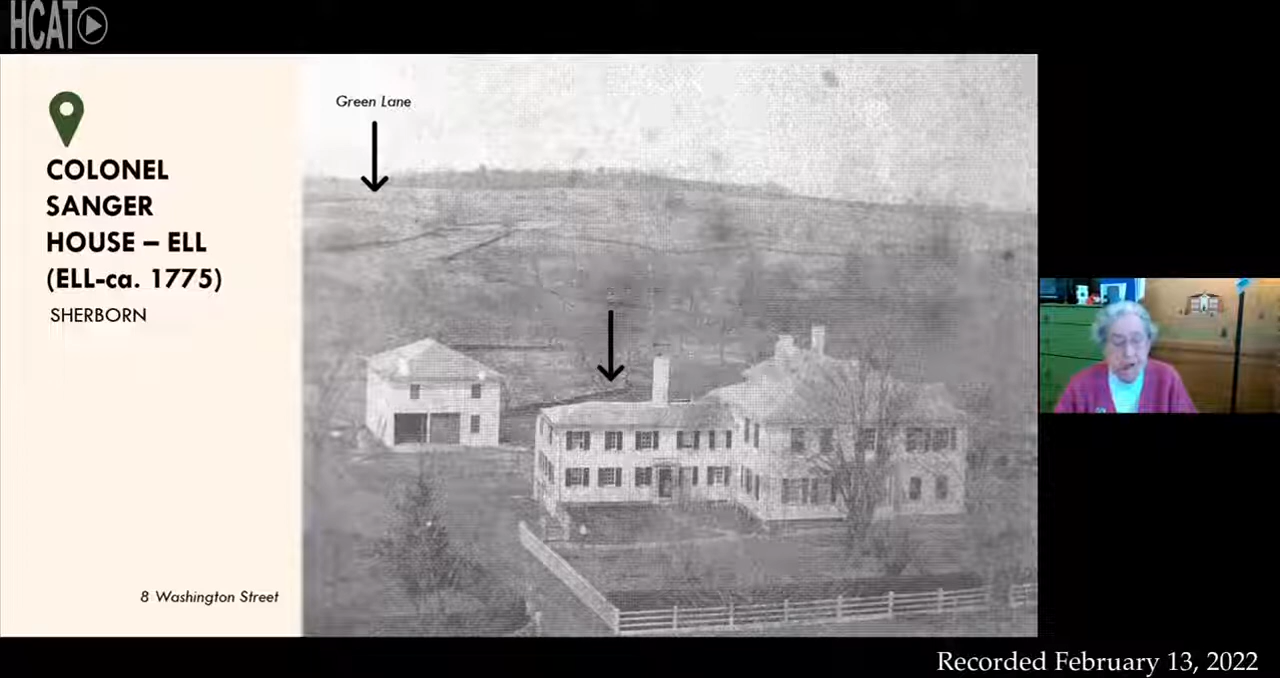 HCAT
Green Lane
COLONEL
SANGER
HOUSE – ELL
(ELL-ca. 1775)
SHERBORN
8 Washington Street
Recorded February 13, 2022